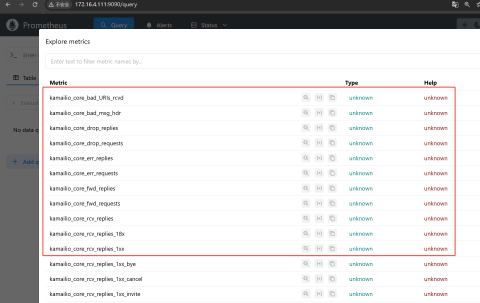 不安全 172.16.4.111:9090/query
Prometheus Query Alerts Status
Explore metrics
Enter text to filter metric names by...
Table
No data q
Add q
Metric Type Help
kamailio_core_bad_URIs_rcvd unknown unknown
kamailio_core_bad_msg_hdr unknown unknown
kamailio_core_drop_replies unknown unknown
kamailio_core_drop_requests unknown unknown
kamailio_core_err_replies unknown unknown
kamailio_core_err_requests unknown unknown
kamailio_core_fwd_replies unknown unknown
kamailio_core_fwd_requests unknown unknown
kamailio_core_rcv_replies unknown unknown
kamailio_core_rcv_replies_18x unknown unknown
kamailio_core_rcv_replies_1xx unknown unknown
kamailio_core_rcv_replies_1xx_bye unknown unknown
kamailio_core_rcv_replies_1xx_cancel unknown unknown
kamailio_core_rcv_replies_1xx_invite unknown unknown